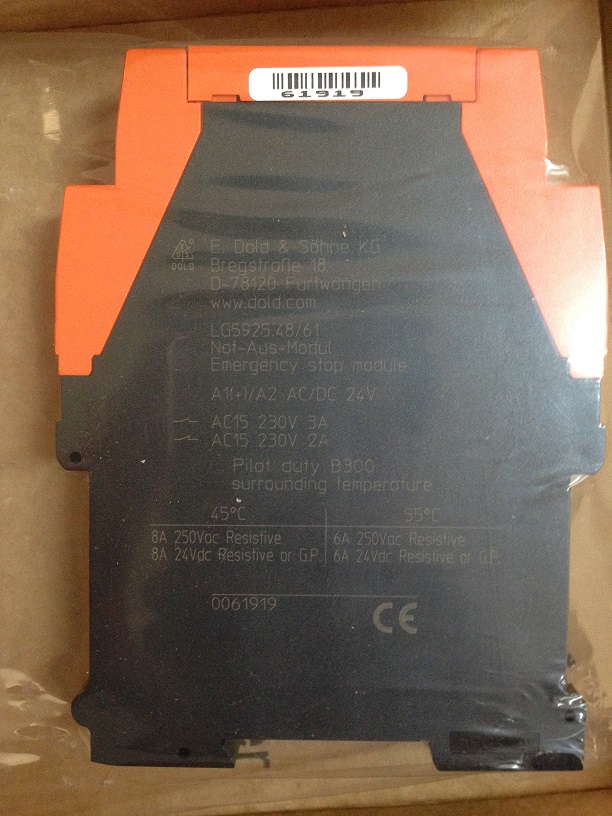 61919
DOLD
E. Dold & Söhne KG
Bregstraße 18
D-78120 Furtwangen
www.dold.com
LG5925.48/61
Not-Aus-Modul
Emergency stop module
A1(+)/A2 AC/DC 24V
AC15 230V 3A
AC15 230V 2A
Pilot duty B300
surrounding temperature
45°C 55°C
8A 250Vac Resistive 6A 250Vac Resistive
8A 24Vdc Resistive or G.P. 6A 24Vdc Resistive or G.P.
0061919
CE